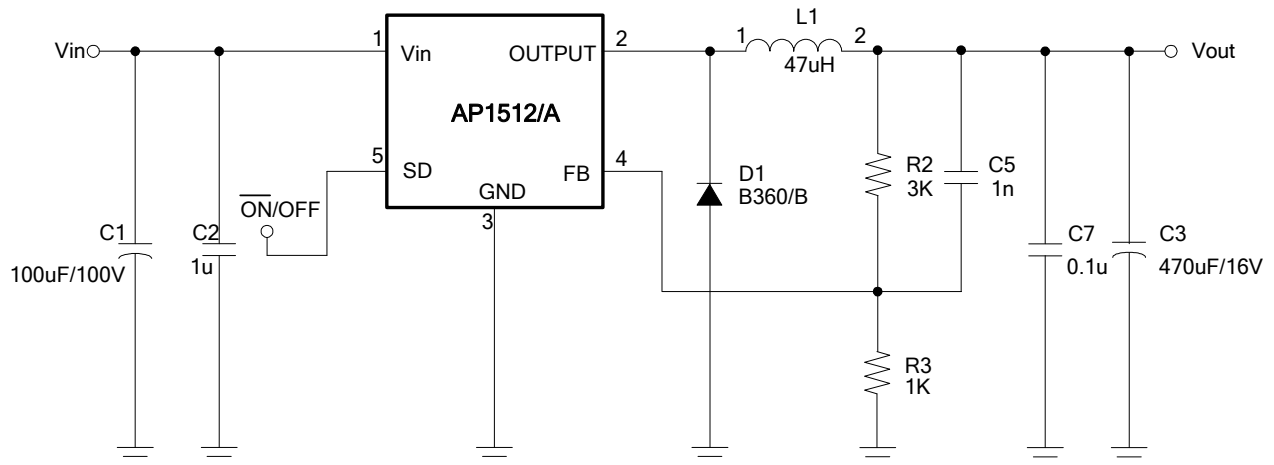 L1
Vin
1
Vin
OUTPUT
2
1
2
47uH
Vout
AP1512/A
5
SD
FB
4
GND
3
ON/OFF
D1
B360/B
R2
3K
C5
1n
C1
100uF/100V
C2
1u
C7
0.1u
C3
470uF/16V
R3
1K